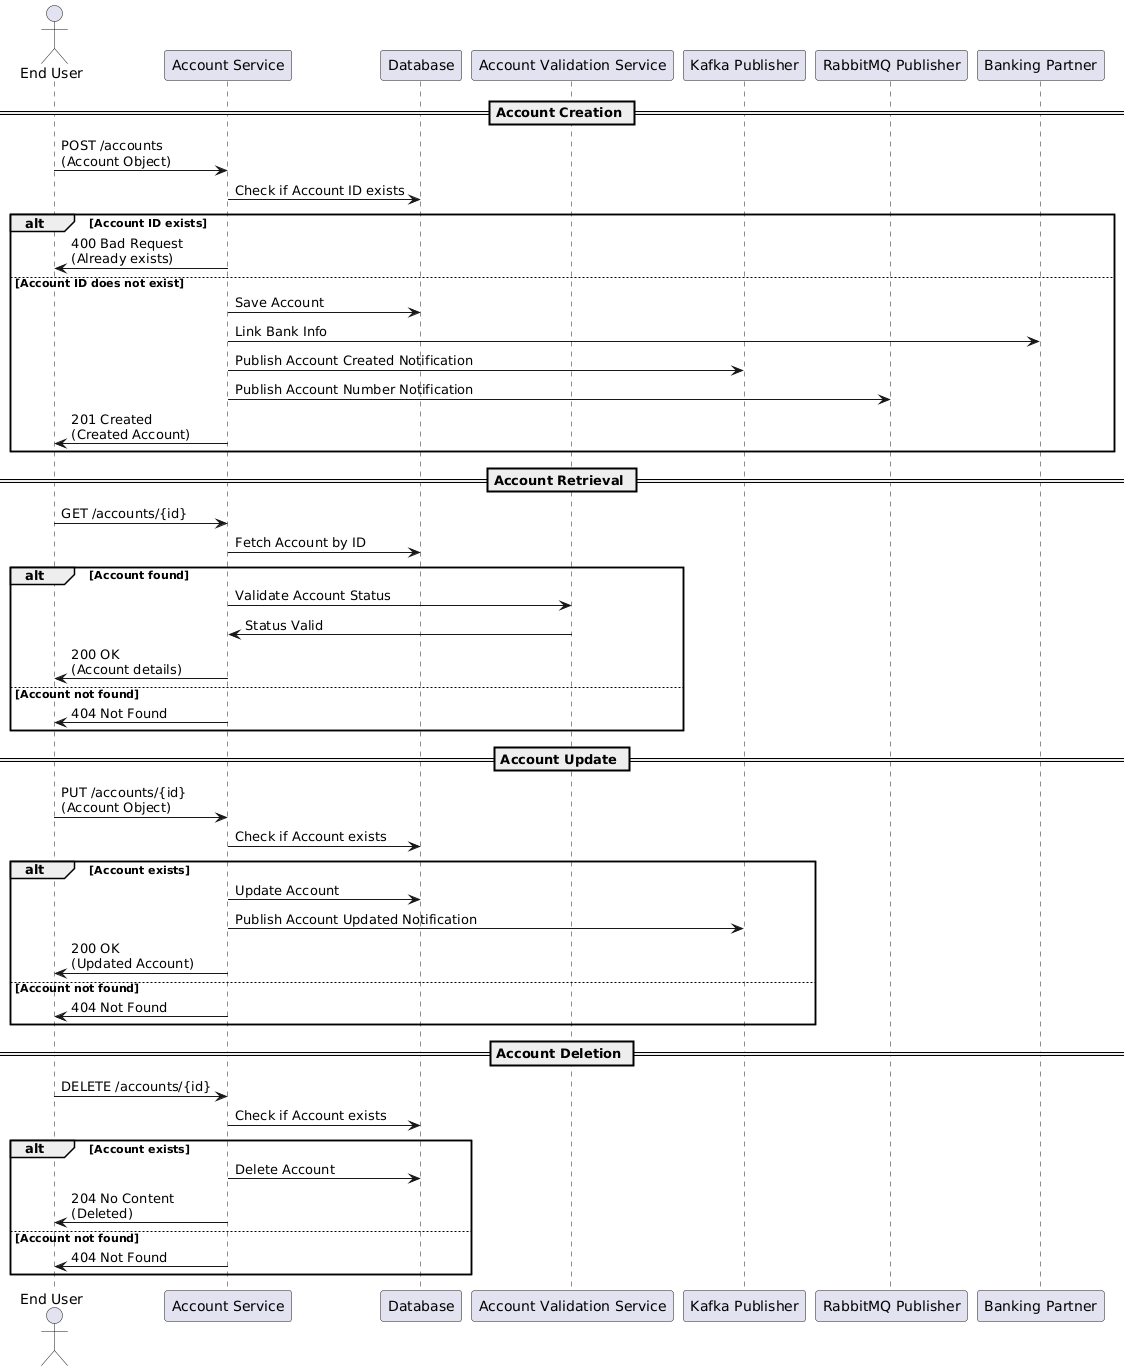 End User
Account Service
Database
Account Validation Service
Kafka Publisher
RabbitMQ Publisher
Banking Partner
Account Creation
POST /accounts
(Account Object)
Check if Account ID exists
alt
[Account ID exists]
400 Bad Request
(Already exists)
[Account ID does not exist]
Save Account
Link Bank Info
Publish Account Created Notification
Publish Account Number Notification
201 Created
(Created Account)
Account Retrieval
GET /accounts/{id}
Fetch Account by ID
alt
[Account found]
Validate Account Status
Status Valid
200 OK
(Account details)
[Account not found]
404 Not Found
Account Update
PUT /accounts/{id}
(Account Object)
Check if Account exists
alt
[Account exists]
Update Account
Publish Account Updated Notification
200 OK
(Updated Account)
[Account not found]
404 Not Found
Account Deletion
DELETE /accounts/{id}
Check if Account exists
alt
[Account exists]
Delete Account
204 No Content
(Deleted)
[Account not found]
404 Not Found
End User
Account Service
Database
Account Validation Service
Kafka Publisher
RabbitMQ Publisher
Banking Partner